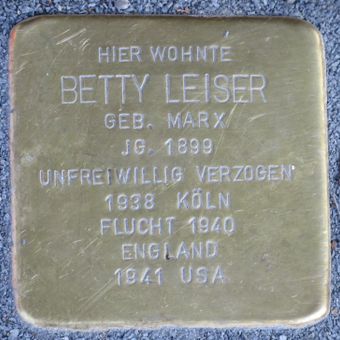 HIER WOHNTE
BETTY LEISER
GEB. MARX
JG. 1899
UNFREIWILLIG VERZOGEN
1938 KÖLN
FLUCHT 1940
ENGLAND
1941 USA